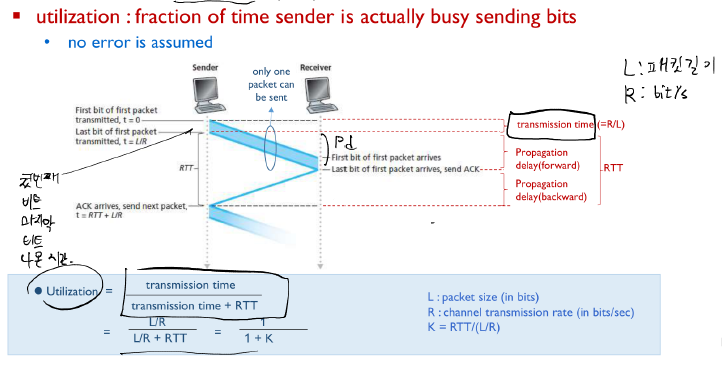 utilization : fraction of time sender is actually busy sending bits
no error is assumed
Sender
Receiver
only one
packet can
be sent
L: 패킷길이
R: bit/s
First bit of first packet
transmitted, t = 0
Last bit of first packet
transmitted, t = L/R
transmission time (=R/L)
Pd
First bit of first packet arrives
Last bit of first packet arrives, send ACK
Propagation
delay(forward)
RTT
RTT
Propagation
delay(backward)
ACK arrives, send next packet,
t = RTT + L/R
첫번째
비트
마지막
비트
나온 시간.
Utilization = transmission time
transmission time + RTT
= L/R = 1
L/R + RTT 1 + K
L : packet size (in bits)
R : channel transmission rate (in bits/sec)
K = RTT/(L/R)